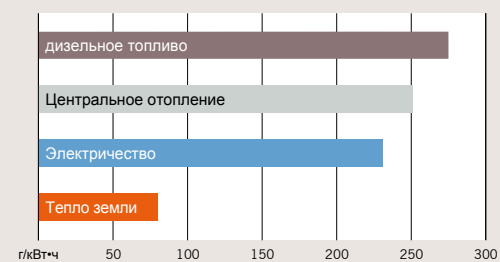 дизельное топливо
Центральное отопление
Электричество
Тепло земли
г/кВт•ч 50 100 150 200 250 300